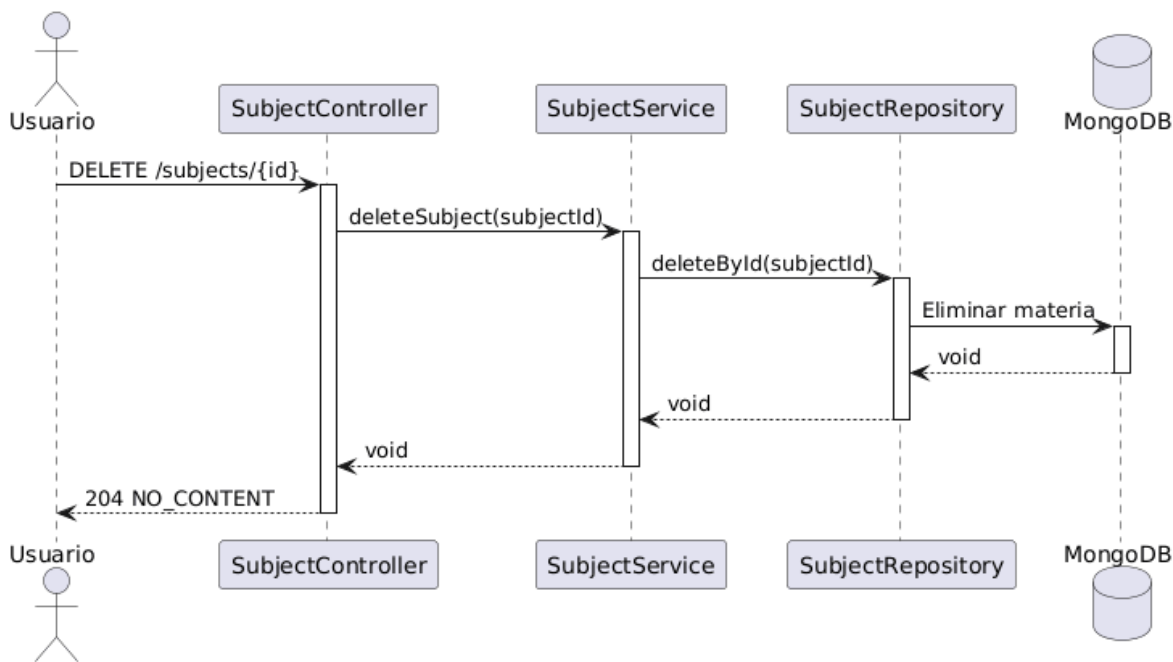 Usuario
SubjectController
SubjectService
SubjectRepository
MongoDB
DELETE /subjects/{id}
deleteSubject(subjectId)
deleteById(subjectId)
Eliminar materia
void
void
void
204 NO_CONTENT
Usuario
SubjectController
SubjectService
SubjectRepository
MongoDB